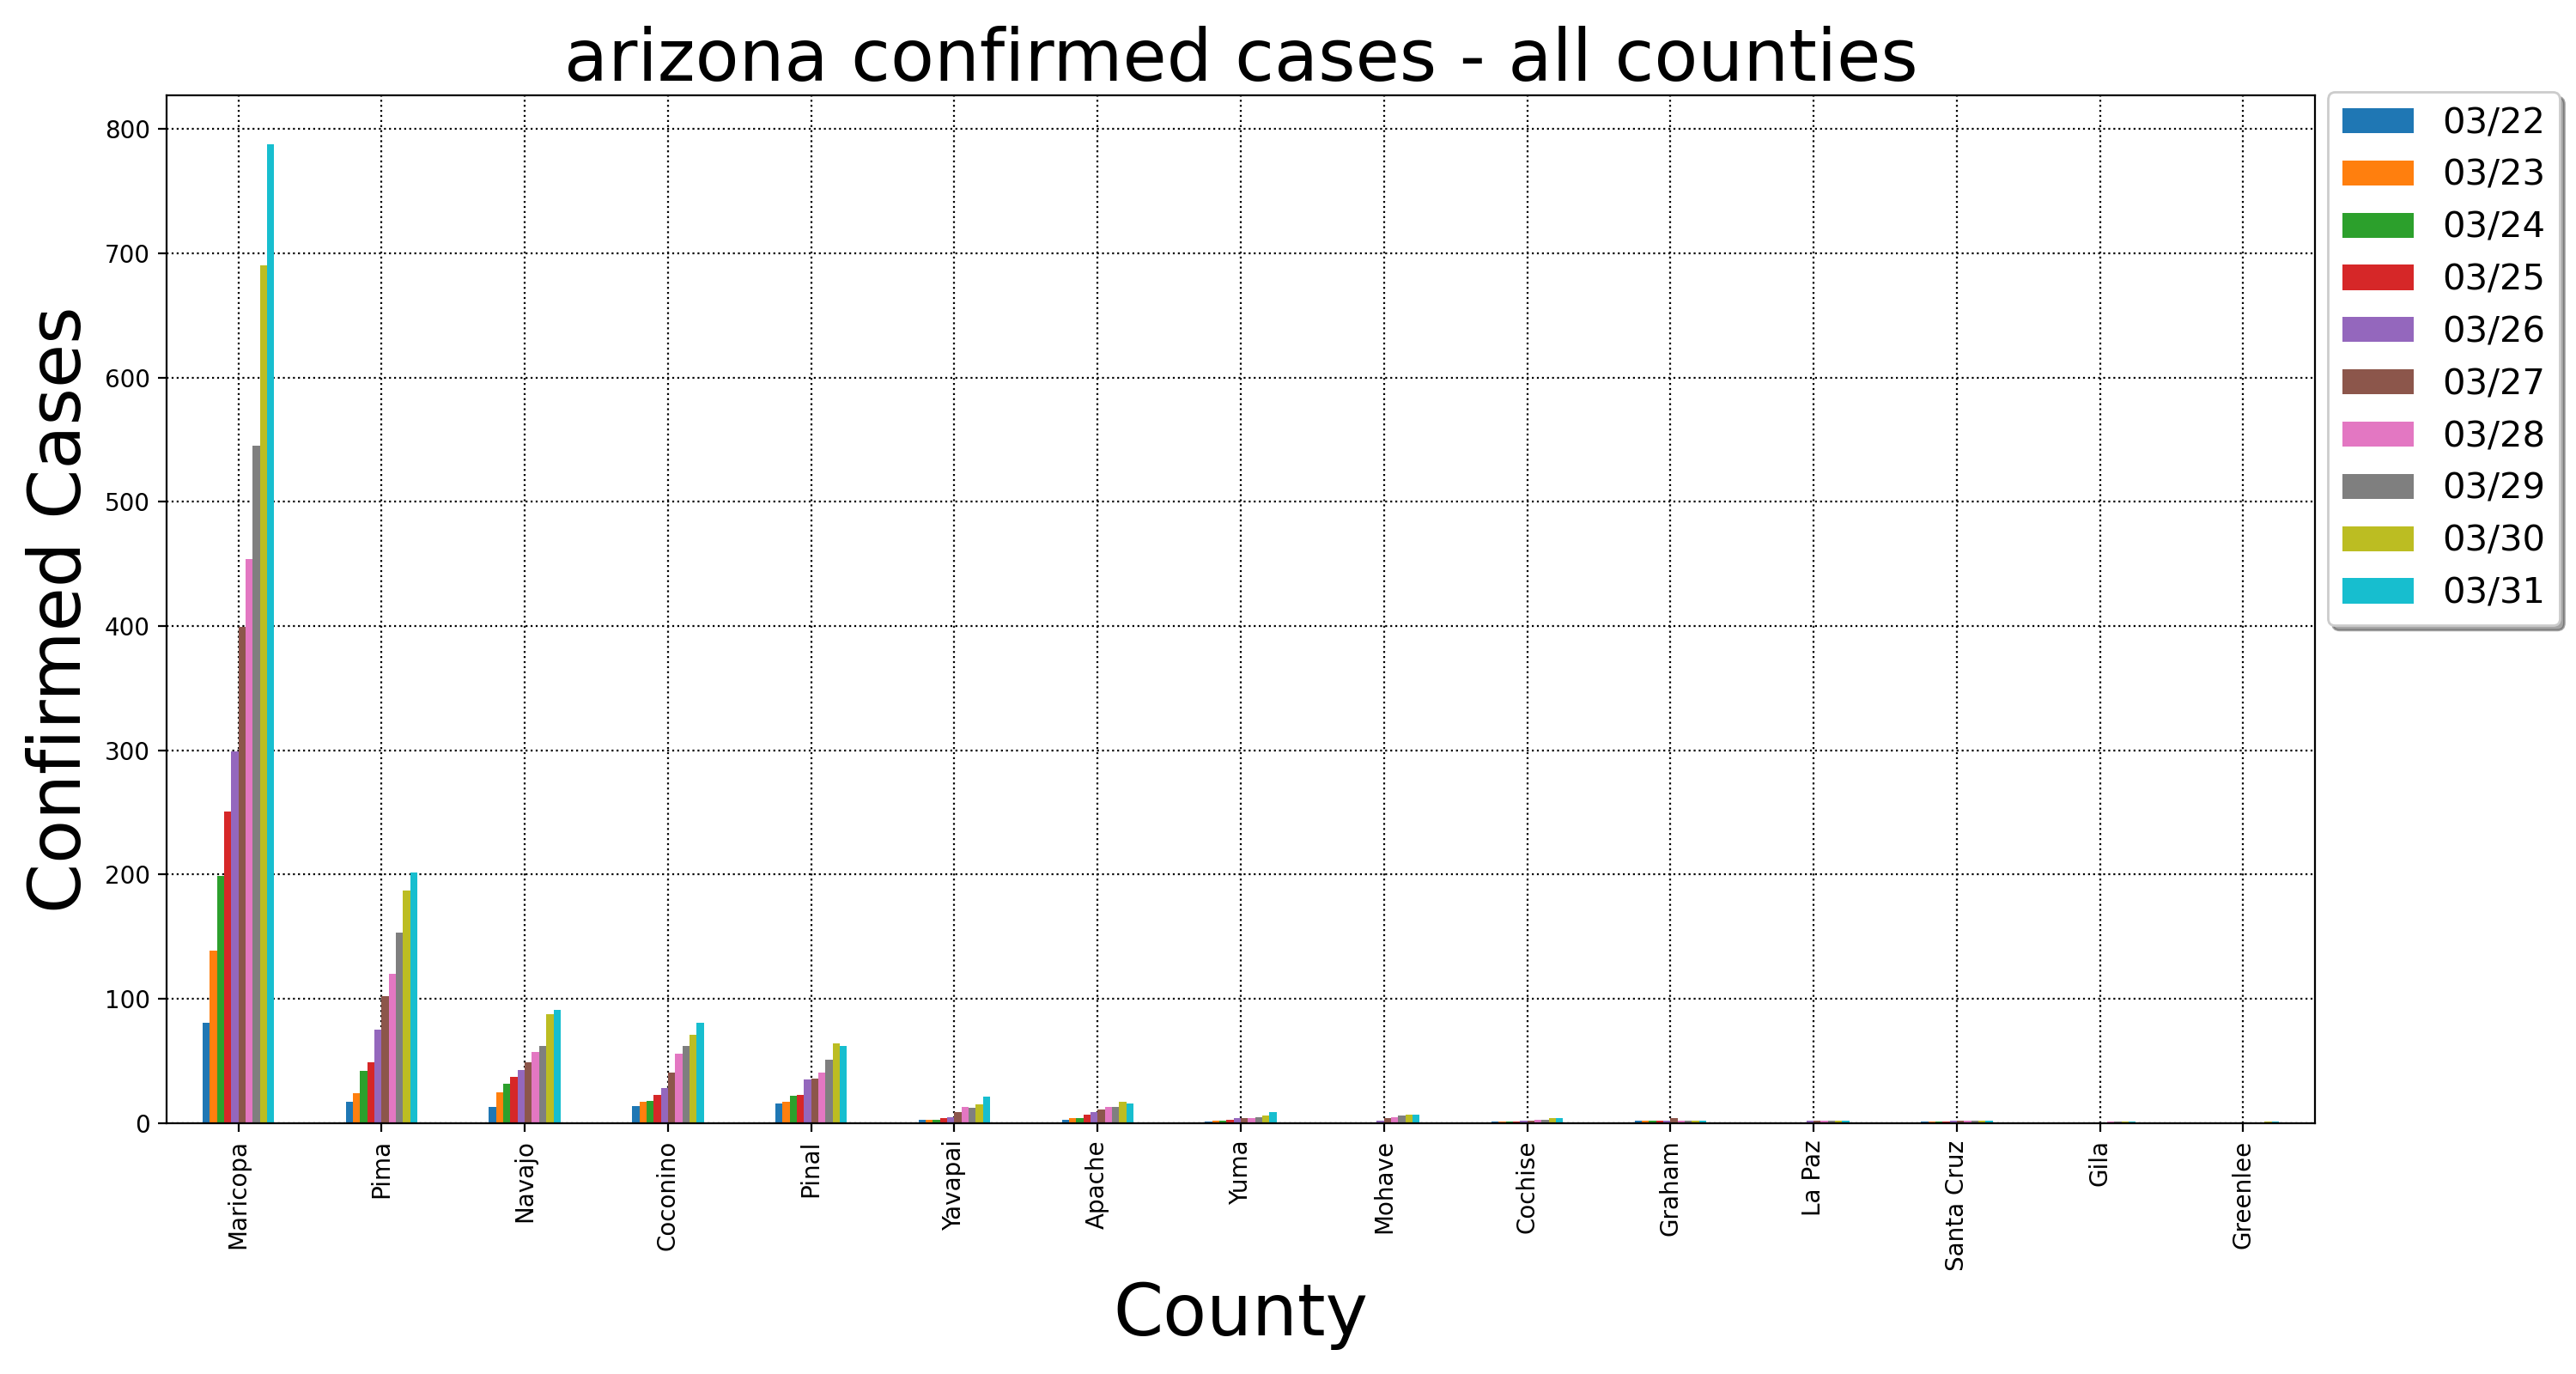 arizona confirmed cases - all counties
Confirmed Cases
800
700
600
500
400
300
200
100
0
Maricopa
Pima
Navajo
Coconino
Pinal
Yavapai
Apache
Yuma
Mohave
Cochise
Graham
La Paz
Santa Cruz
Gila
Greenlee
County
03/22
03/23
03/24
03/25
03/26
03/27
03/28
03/29
03/30
03/31